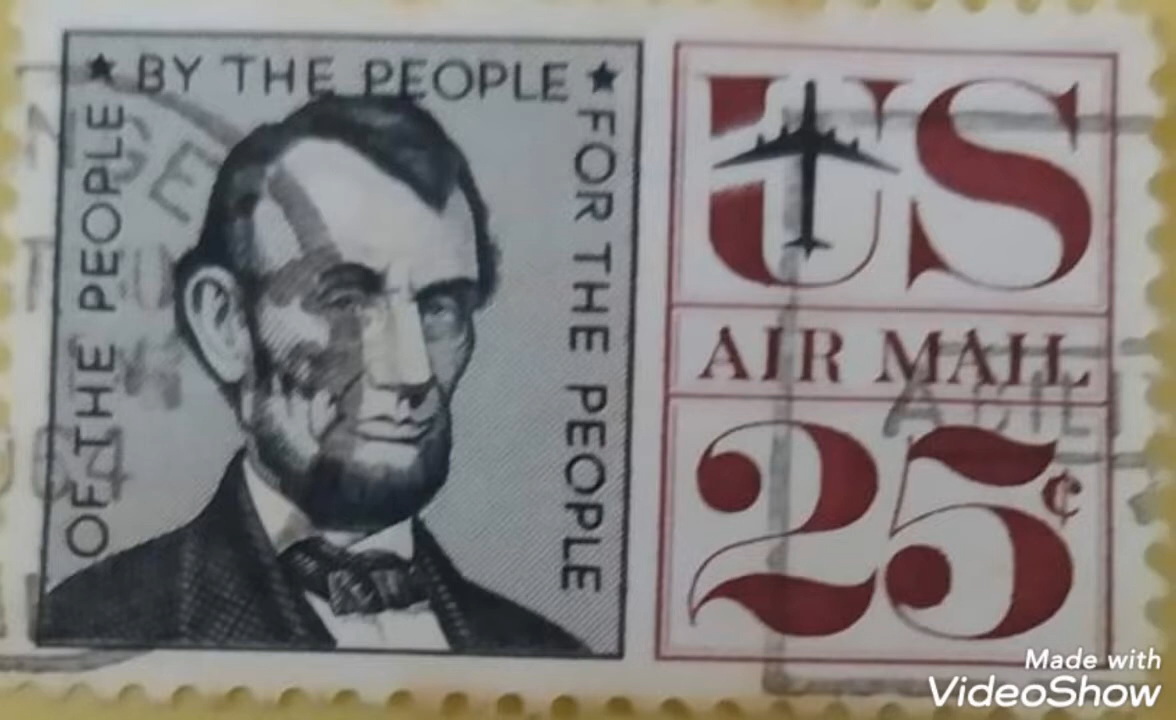 OF THE PEOPLE
★ BY THE PEOPLE ★
FOR THE PEOPLE
US
AIR MAIL
25¢
Made with
VideoShow